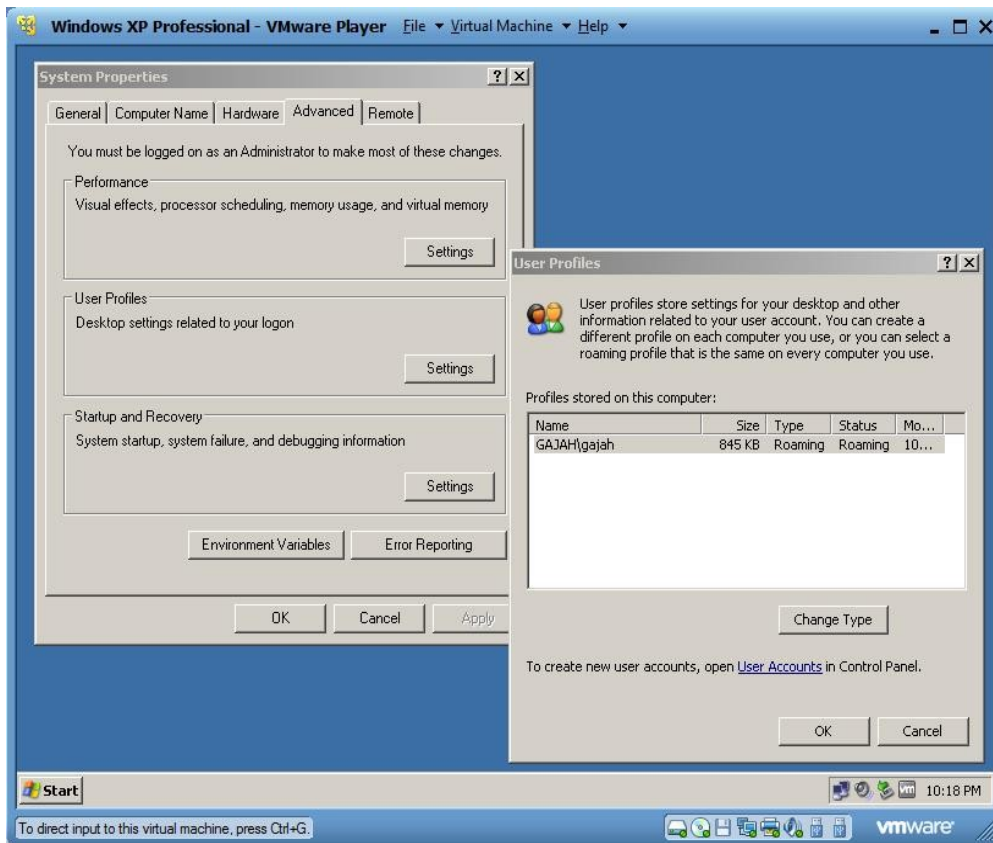 Windows XP Professional - VMware Player File Virtual Machine Help
System Properties
General Computer Name Hardware Advanced Remote
You must be logged on as an Administrator to make most of these changes.
Performance
Visual effects, processor scheduling, memory usage, and virtual memory
Settings
User Profiles
Desktop settings related to your logon
Settings
Startup and Recovery
System startup, system failure, and debugging information
Settings
Environment Variables Error Reporting
OK Cancel Apply
User Profiles
User profiles store settings for your desktop and other
information related to your user account. You can create a
different profile on each computer you use, or you can select a
roaming profile that is the same on every computer you use.
Profiles stored on this computer:
Name Size Type Status Mo...
GAJAH\gajah 845 KB Roaming Roaming 10...
Change Type
To create new user accounts, open User Accounts in Control Panel.
OK Cancel
Start 10:18 PM
To direct input to this virtual machine, press Ctrl+G. vmware